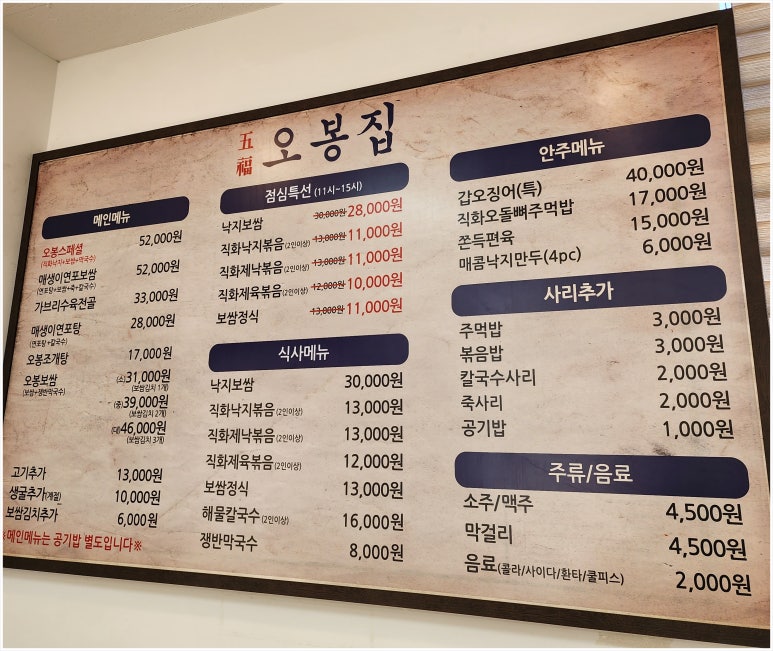 五福 오봉집
메인메뉴
오봉스페셜 52,000원
(직화낙지+보쌈+막국수)
매생이연포보쌈 52,000원
(연포탕+보쌈+죽+칼국수)
가브리수육전골 33,000원
매생이연포탕 28,000원
(연포탕+칼국수)
오봉조개탕 17,000원
오봉보쌈 (소)31,000원
(보쌈+쟁반막국수) (보쌈김치 1개)
(중)39,000원
(보쌈김치 2개)
(대)46,000원
(보쌈김치 3개)
고기추가 13,000원
생굴추가(계절) 10,000원
보쌈김치추가 6,000원
※메인메뉴는 공기밥 별도입니다※
점심특선 (11시~15시)
낙지보쌈 30,000원 28,000원
직화낙지볶음(2인이상) 13,000원 11,000원
직화제낙볶음(2인이상) 13,000원 11,000원
직화제육볶음(2인이상) 12,000원 10,000원
보쌈정식 13,000원 11,000원
식사메뉴
낙지보쌈 30,000원
직화낙지볶음(2인이상) 13,000원
직화제낙볶음(2인이상) 13,000원
직화제육볶음(2인이상) 12,000원
보쌈정식 13,000원
해물칼국수(2인이상) 16,000원
쟁반막국수 8,000원
안주메뉴
갑오징어(특) 40,000원
직화오돌뼈주먹밥 17,000원
쫀득편육 15,000원
매콤낙지만두(4pc) 6,000원
사리추가
주먹밥 3,000원
볶음밥 3,000원
칼국수사리 2,000원
죽사리 2,000원
공기밥 1,000원
주류/음료
소주/맥주 4,500원
막걸리 4,500원
음료(콜라/사이다/환타/쿨피스) 2,000원